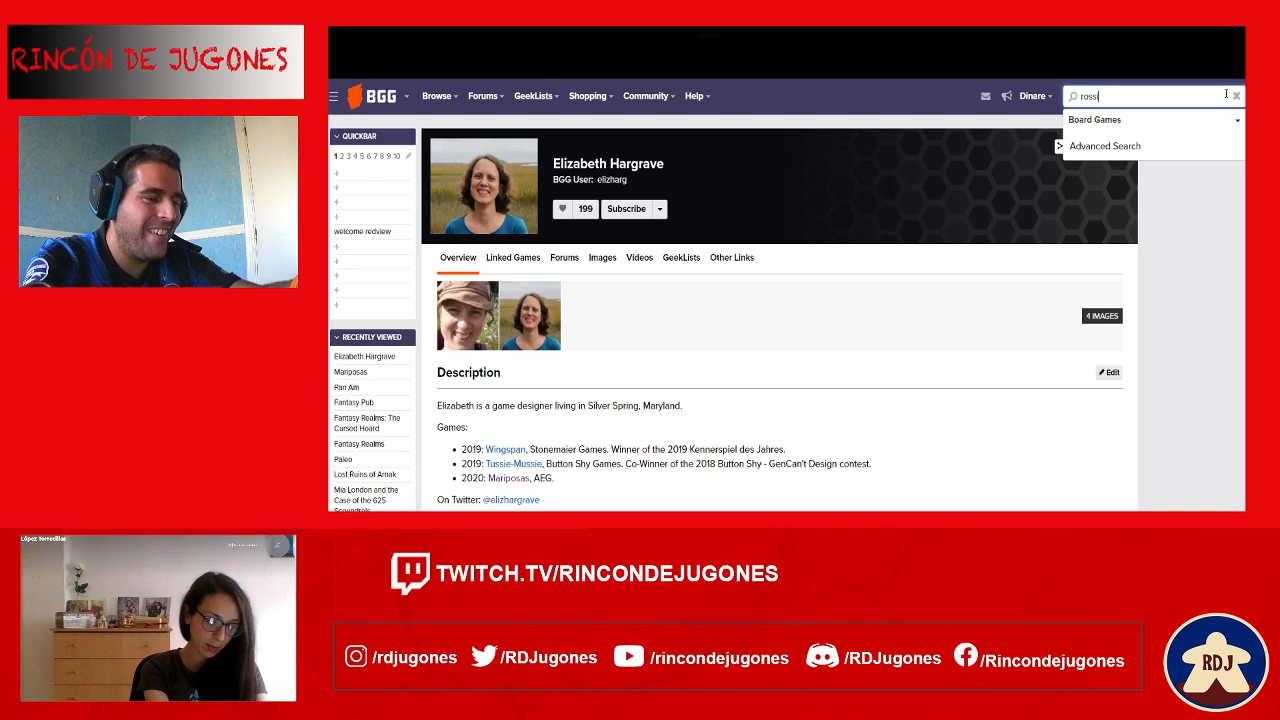 RINCÓN DE JUGONES
BGG
Browse
Forums
GeekLists
Shopping
Community
Help
Dinare
rossi
Board Games
Advanced Search
QUICKBAR
1 2 3 4 5 6 7 8 9 10
welcome redview
RECENTLY VIEWED
Elizabeth Hargrave
Mariposas
Pan Am
Fantasy Pub
Fantasy Realms: The
Cursed Hoard
Fantasy Realms
Paleo
Lost Ruins of Arnak
Mia London and the
Case of the 625
Scoundrels
Elizabeth Hargrave
BGG User: elizharg
199
Subscribe
Overview
Linked Games
Forums
Images
Videos
GeekLists
Other Links
4 IMAGES
Description
Edit
Elizabeth is a game designer living in Silver Spring, Maryland.
Games:
2019: Wingspan, Stonemaier Games. Winner of the 2019 Kennerspiel des Jahres.
2019: Tussie-Mussie, Button Shy Games. Co-Winner of the 2018 Button Shy - GenCan't Design contest.
2020: Mariposas, AEG.
On Twitter: @elizhargrave
López Torredillas
TWITCH.TV/RINCONDEJUGONES
/rdjugones
/RDJugones
/rincondejugones
/RDJugones
/Rincondejugones
RDJ